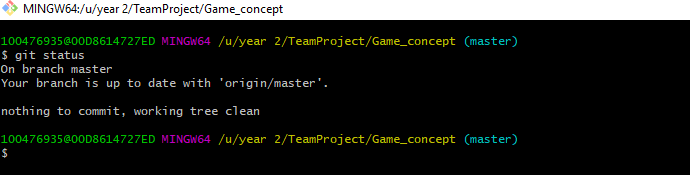 MINGW64:/u/year 2/TeamProject/Game_concept
100476935@00D8614727ED MINGW64 /u/year 2/TeamProject/Game_concept (master)
$ git status
On branch master
Your branch is up to date with 'origin/master'.
nothing to commit, working tree clean
100476935@00D8614727ED MINGW64 /u/year 2/TeamProject/Game_concept (master)
$